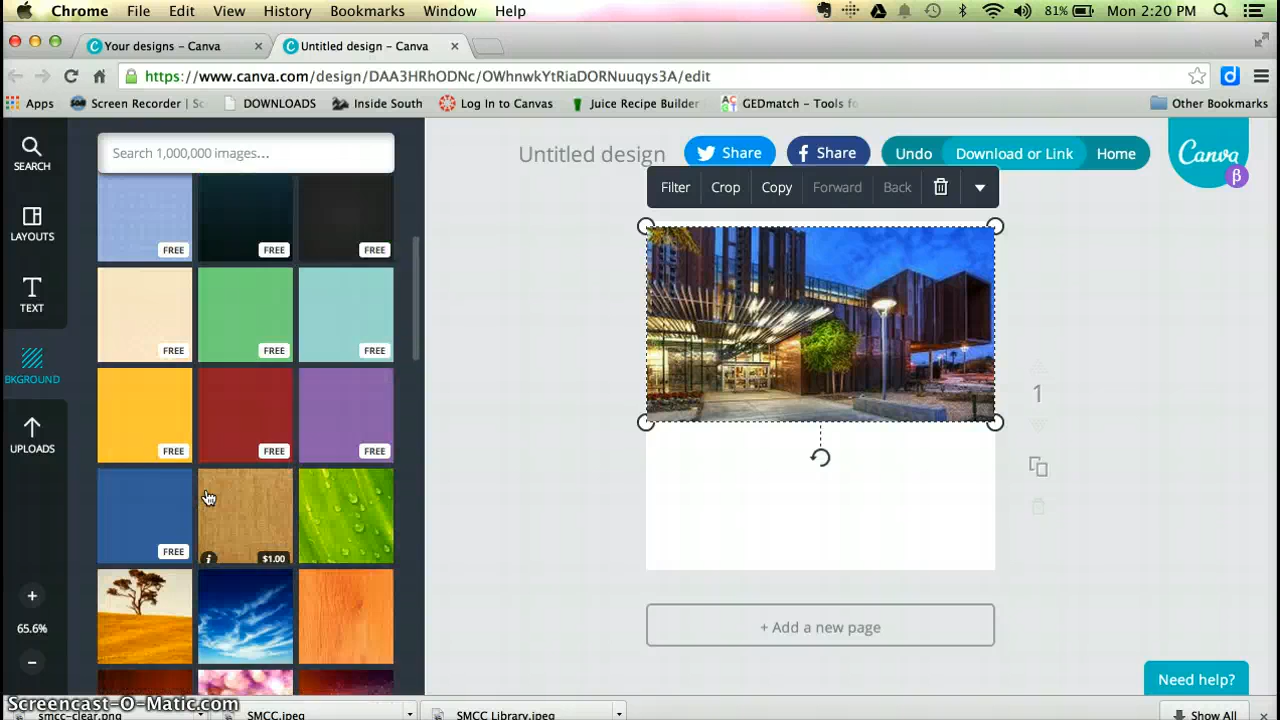 Chrome File Edit View History Bookmarks Window Help 81% Mon 2:20 PM
Your designs – Canva Untitled design – Canva
https://www.canva.com/design/DAA3HRhODNc/OWhnwkYtRiaDORNuuqys3A/edit
Apps Screen Recorder | Sc DOWNLOADS Inside South Log In to Canvas Juice Recipe Builder GEDmatch – Tools fo Other Bookmarks
SEARCH
LAYOUTS
TEXT
BKGROUND
UPLOADS
65.6%
Search 1,000,000 images...
FREE FREE FREE
FREE FREE FREE
FREE FREE FREE
FREE $1.00
Untitled design Share Share Undo Download or Link Home Canva β
Filter Crop Copy Forward Back
1
+ Add a new page
Need help?
Screencast-O-Matic.com
smcc-clear.png SMCC.jpeg SMCC Library.jpeg Show All